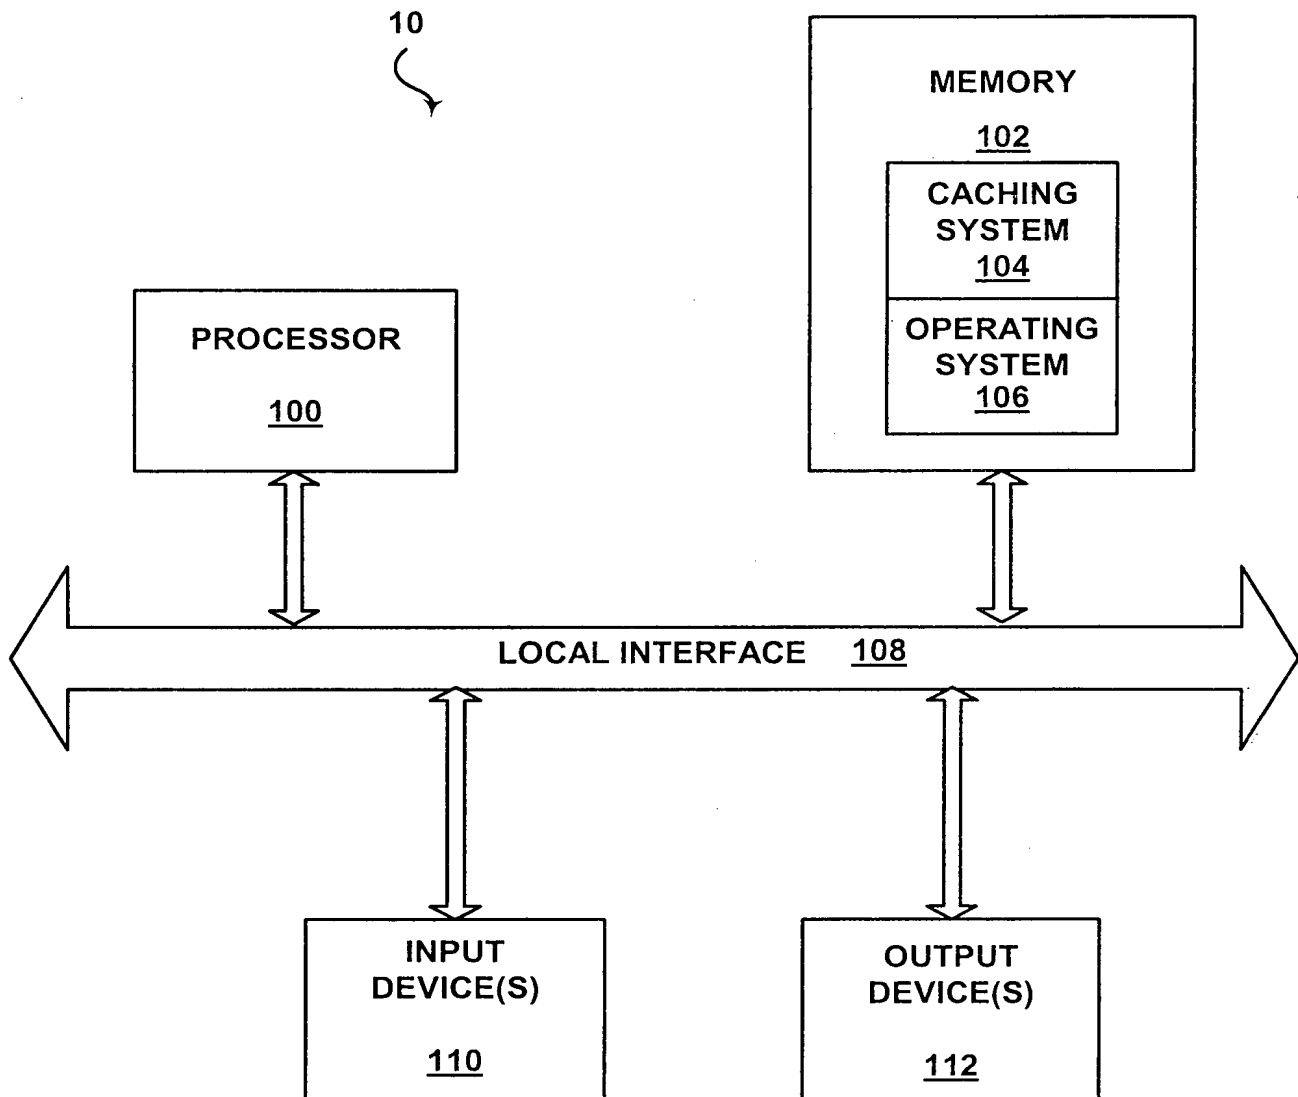 10
MEMORY
102
CACHING
SYSTEM
104
OPERATING
SYSTEM
106
PROCESSOR
100
LOCAL INTERFACE 108
INPUT
DEVICE(S)
110
OUTPUT
DEVICE(S)
112